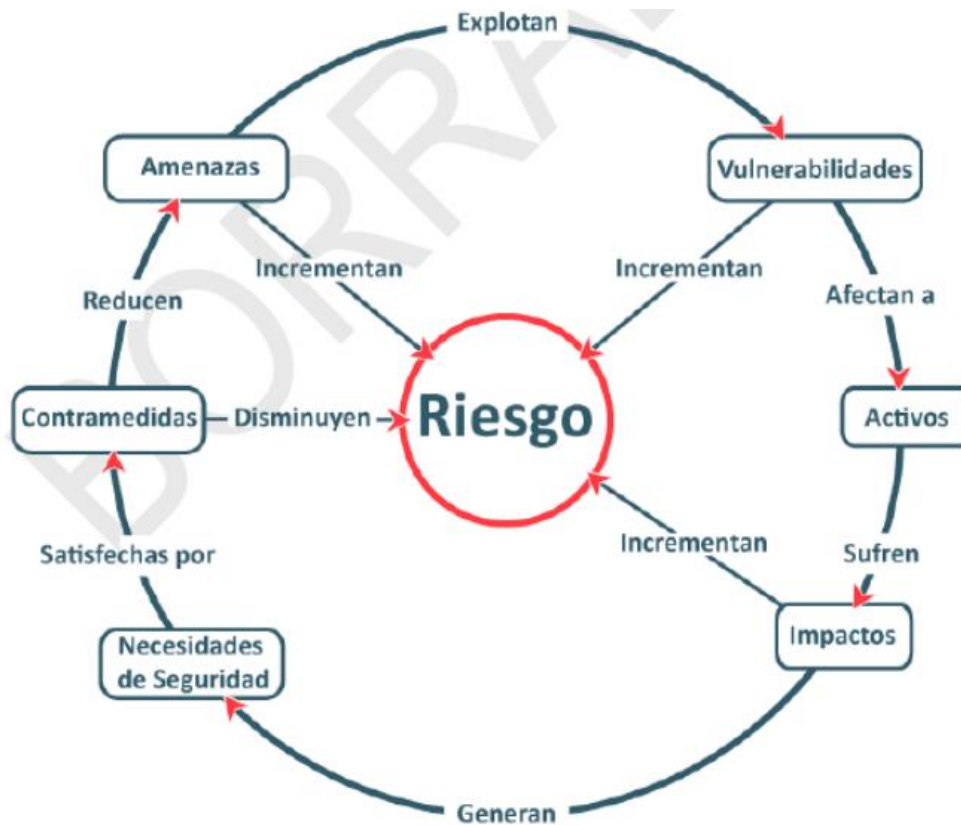 Explotan
Amenazas
Vulnerabilidades
Incrementan
Incrementan
Reducen
Afectan a
Contramedidas
Disminuyen
Riesgo
Activos
Incrementan
Satisfechas por
Sufren
Necesidades
de Seguridad
Impactos
Generan